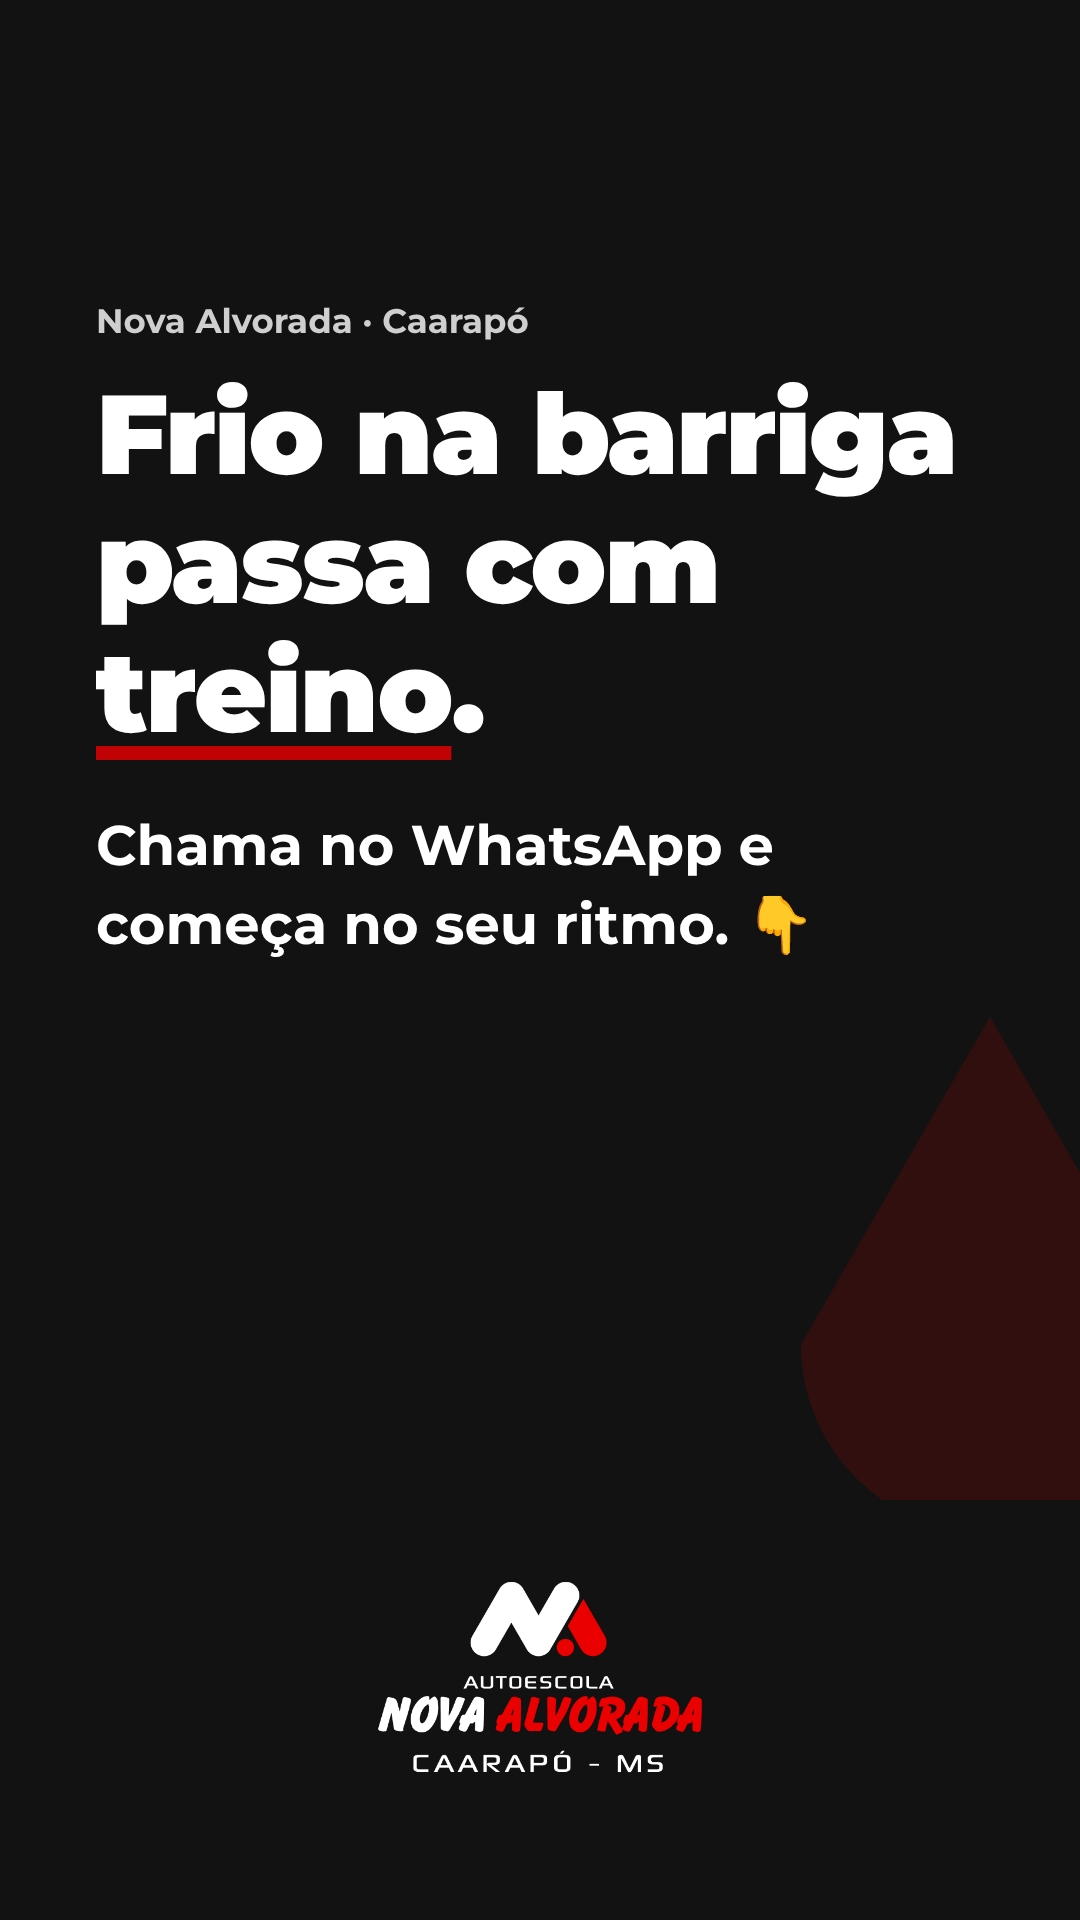 Nova Alvorada · Caarapó
Frio na barriga
passa com
treino.
Chama no WhatsApp e
começa no seu ritmo. 👇
AUTOESCOLA
NOVA ALVORADA
CAARAPÓ - MS